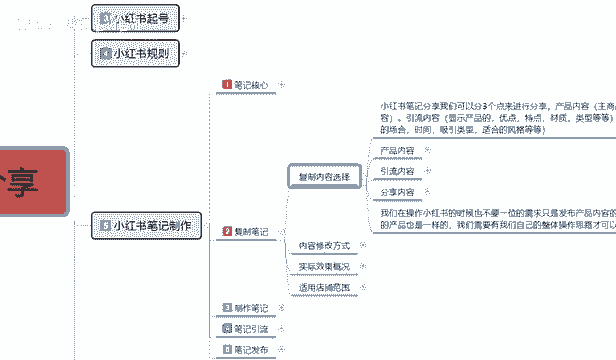 3 小红书起号
4 小红书规则
享
5 小红书笔记制作
1 笔记核心
2 复制笔记
3 制作笔记
4 笔记引流
5 笔记发布
复制内容选择
内容修改方式
实际效果概况
适用店铺范围
小红书笔记分享我们可以分3个点来进行分享，产品内容（主商
容）、引流内容（显示产品的，优点，特点，材质，类型等等）
的场合，时间，吸引类型，适合的风格等等）
产品内容
引流内容
分享内容
我们在操作小红书的时候也不要一位的需求只是发布产品内容的
的产品也是一样的，我们需要有我们自己的整体操作思路才可以